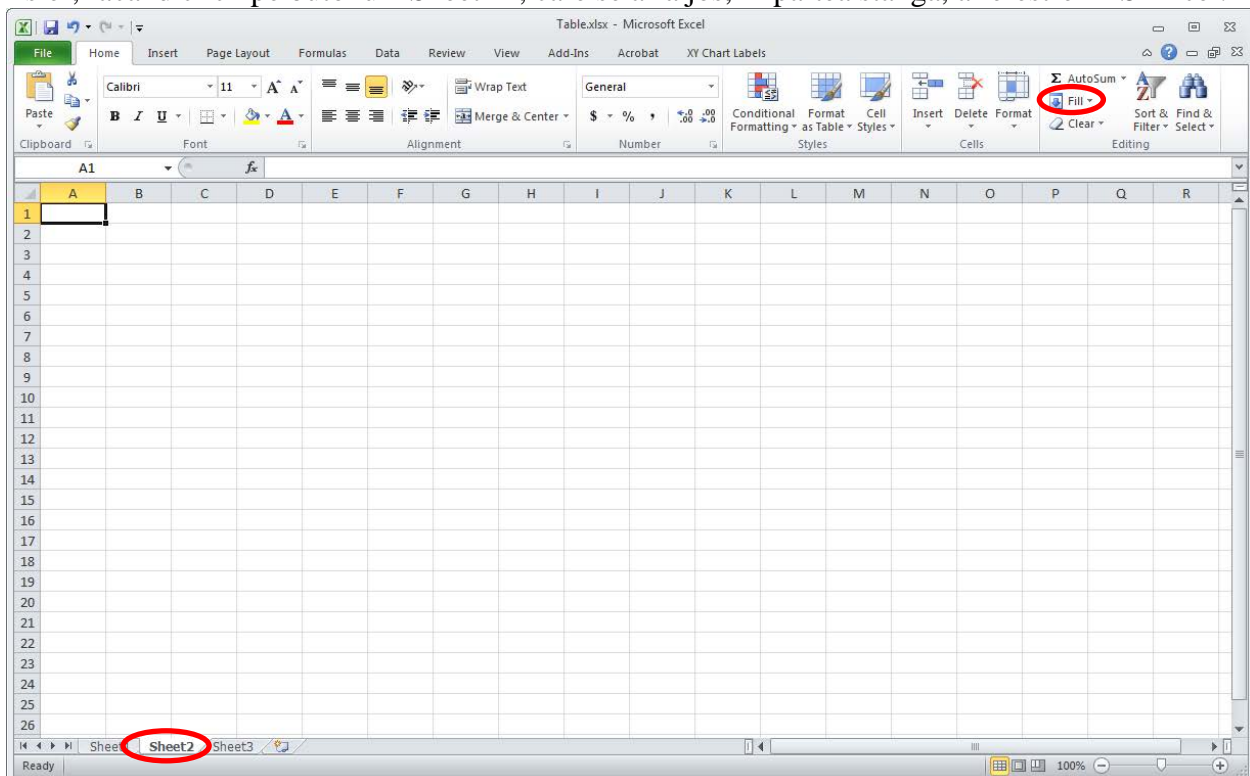 Table.xlsx - Microsoft Excel
File Home Insert Page Layout Formulas Data Review View Add-Ins Acrobat XY Chart Labels
Paste
Calibri 11 A A
B I U A
Wrap Text
Merge & Center
General
$ % , .0 .00 .00 .0
Conditional Formatting
Format as Table
Cell Styles
Insert Delete Format
Σ AutoSum
Fill
Clear
Sort & Filter
Find & Select
Clipboard Font Alignment Number Styles Cells Editing
A1 fx
A B C D E F G H I J K L M N O P Q R
1
2
3
4
5
6
7
8
9
10
11
12
13
14
15
16
17
18
19
20
21
22
23
24
25
26
Sheet2 Sheet3
Ready 100%